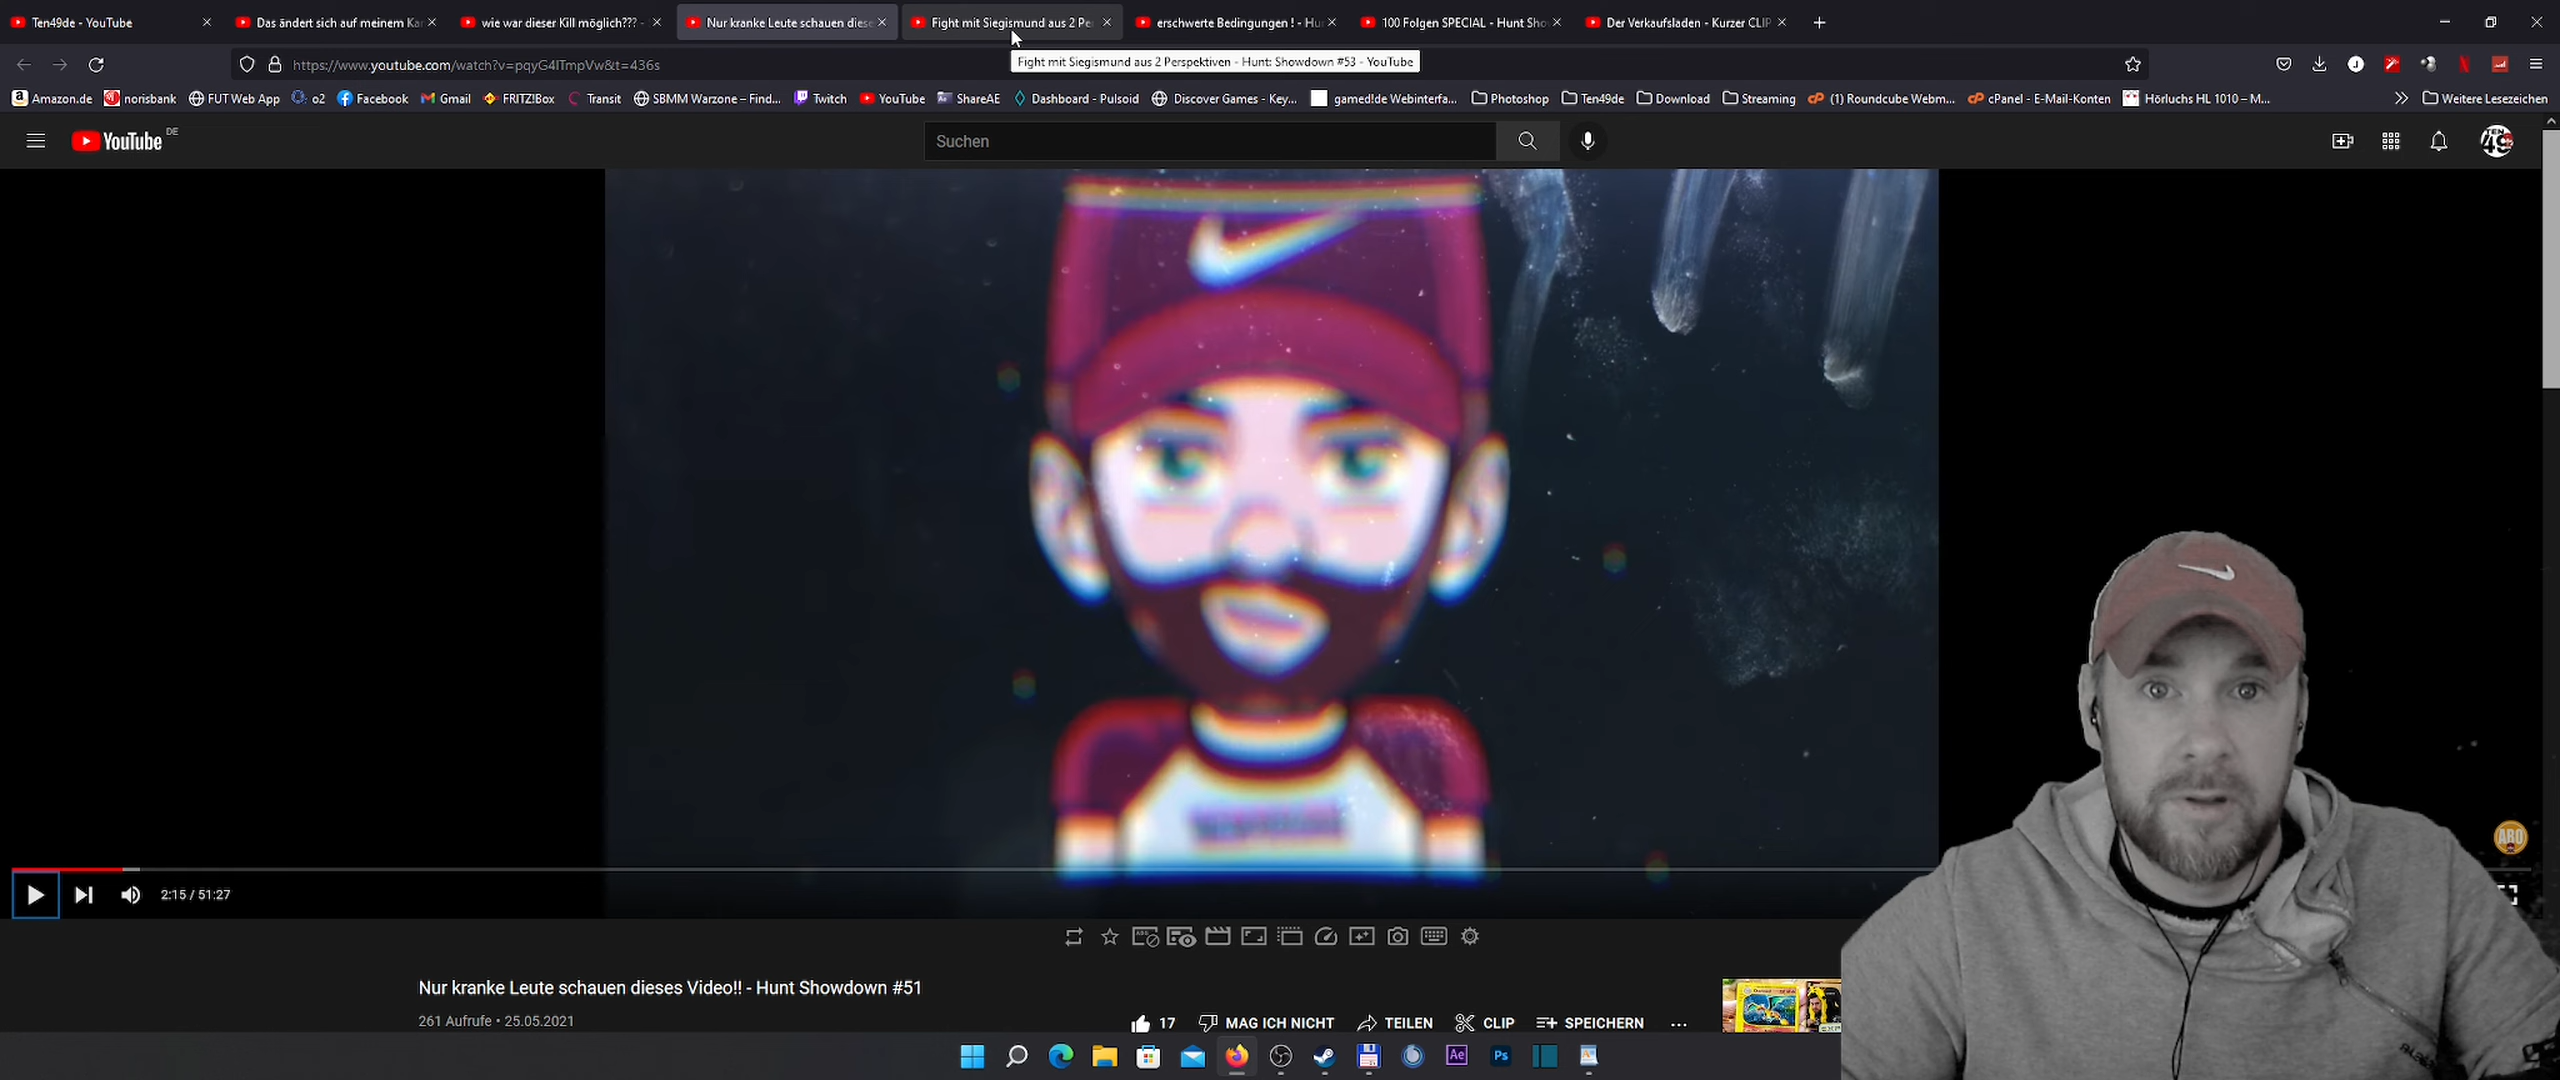 Ten49de - YouTube
Das ändert sich auf meinem Ka
wie war dieser Kill möglich??? -
Nur kranke Leute schauen diese
Fight mit Siegismund aus 2 Pe
erschwerte Bedingungen ! - Hu
100 Folgen SPECIAL - Hunt Sho
Der Verkaufsladen - Kurzer CLIP
https://www.youtube.com/watch?v=pqyG4ITmpVw&t=436s
Fight mit Siegismund aus 2 Perspektiven - Hunt: Showdown #53 - YouTube
Amazon.de
norisbank
FUT Web App
o2
Facebook
Gmail
FRITZ!Box
Transit
SBMM Warzone – Find...
Twitch
YouTube
ShareAE
Dashboard - Pulsoid
Discover Games - Key...
gamed!de Webinterfa...
Photoshop
Ten49de
Download
Streaming
(1) Roundcube Webm...
cPanel - E-Mail-Konten
Hörluchs HL 1010 – M...
Weitere Lesezeichen
YouTube DE
Suchen
TEN 49
ABO
2:15 / 51:27
Nur kranke Leute schauen dieses Video!! - Hunt Showdown #51
261 Aufrufe • 25.05.2021
17
MAG ICH NICHT
TEILEN
CLIP
SPEICHERN
Ae
Ps